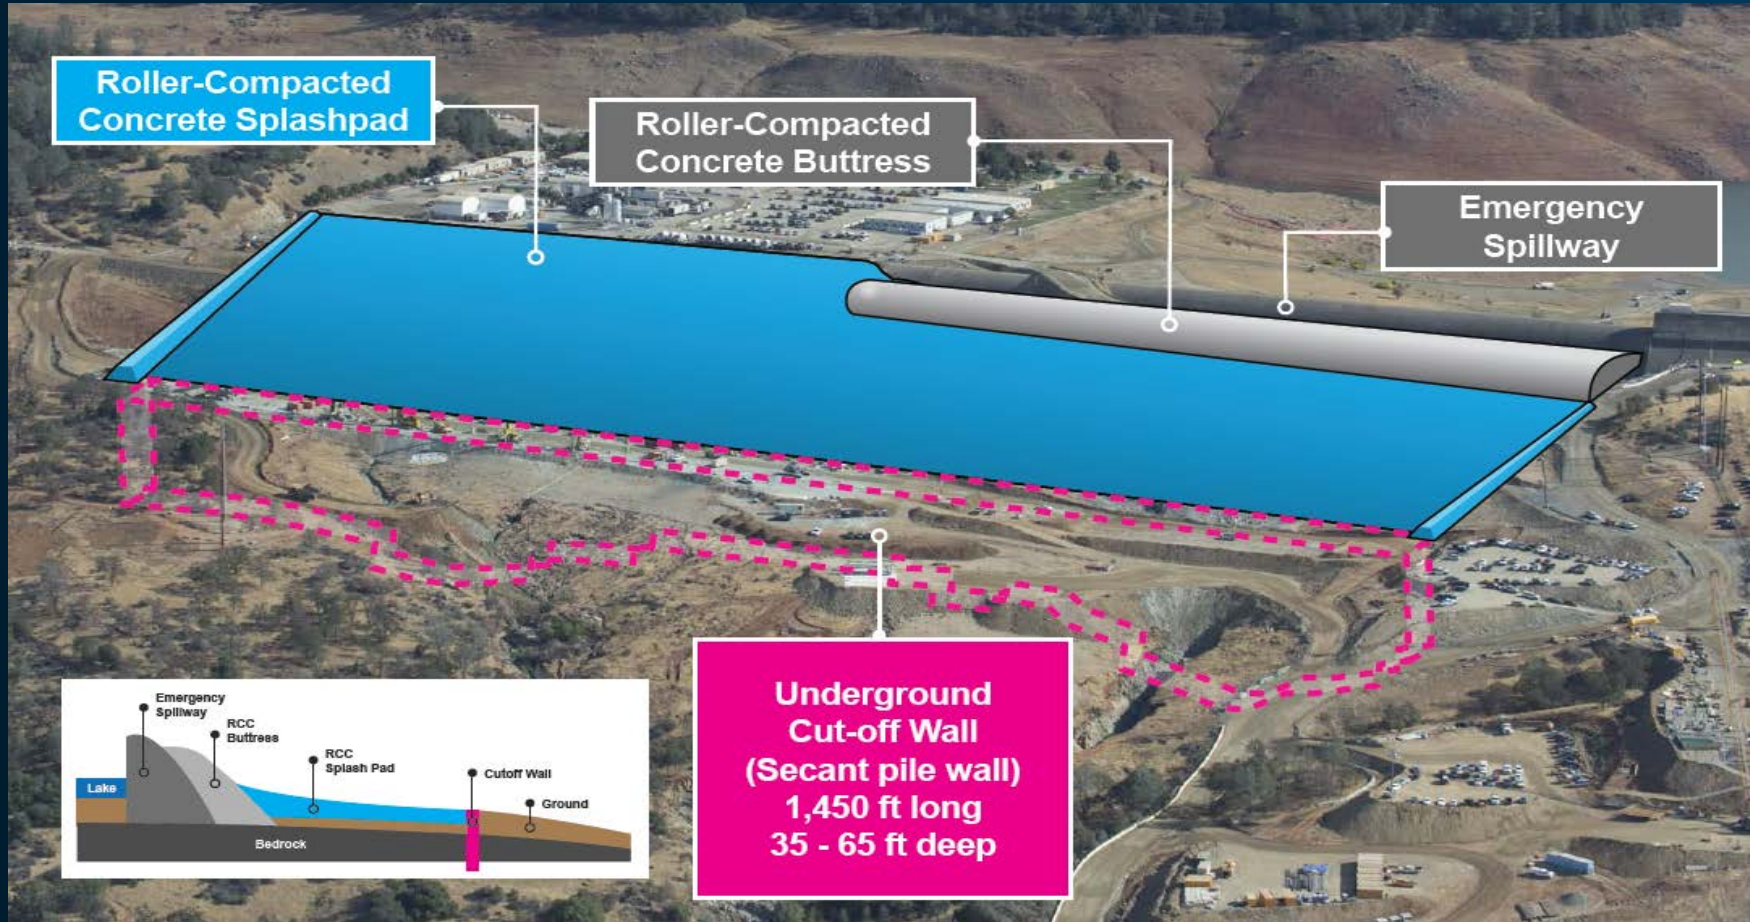 Roller-Compacted
Concrete Splashpad
Roller-Compacted
Concrete Buttress
Emergency
Spillway
Underground
Cut-off Wall
(Secant pile wall)
1,450 ft long
35 - 65 ft deep
Emergency
Spillway
RCC
Buttress
RCC
Splash Pad
Cutoff Wall
Ground
Lake
Bedrock